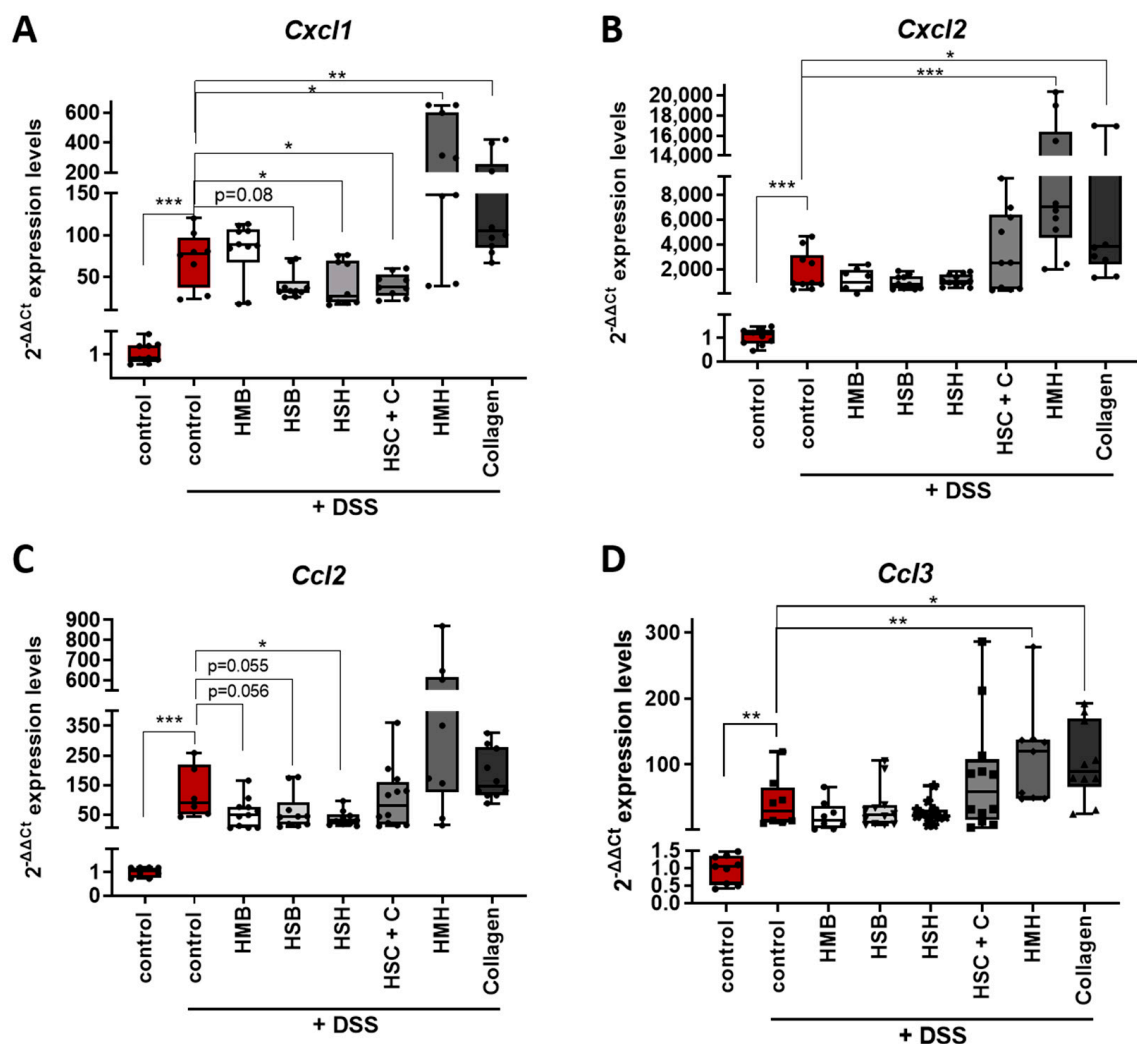 A
Cxcl1
2-ΔΔCt expression levels
600
400
200
150
100
50
1
**
*
*
*
p=0.08
***
control
control
HMB
HSB
HSH
HSC + C
HMH
Collagen
+ DSS
B
Cxcl2
2-ΔΔCt expression levels
20,000
18,000
16,000
14,000
8,000
6,000
4,000
2,000
1
0
*
***
***
control
control
HMB
HSB
HSH
HSC + C
HMH
Collagen
+ DSS
C
Ccl2
2-ΔΔCt expression levels
900
800
700
600
350
250
150
50
1
0
*
p=0.055
p=0.056
***
control
control
HMB
HSB
HSH
HSC + C
HMH
Collagen
+ DSS
D
Ccl3
2-ΔΔCt expression levels
300
200
100
1.5
1.0
0.5
0.0
*
**
**
control
control
HMB
HSB
HSH
HSC + C
HMH
Collagen
+ DSS